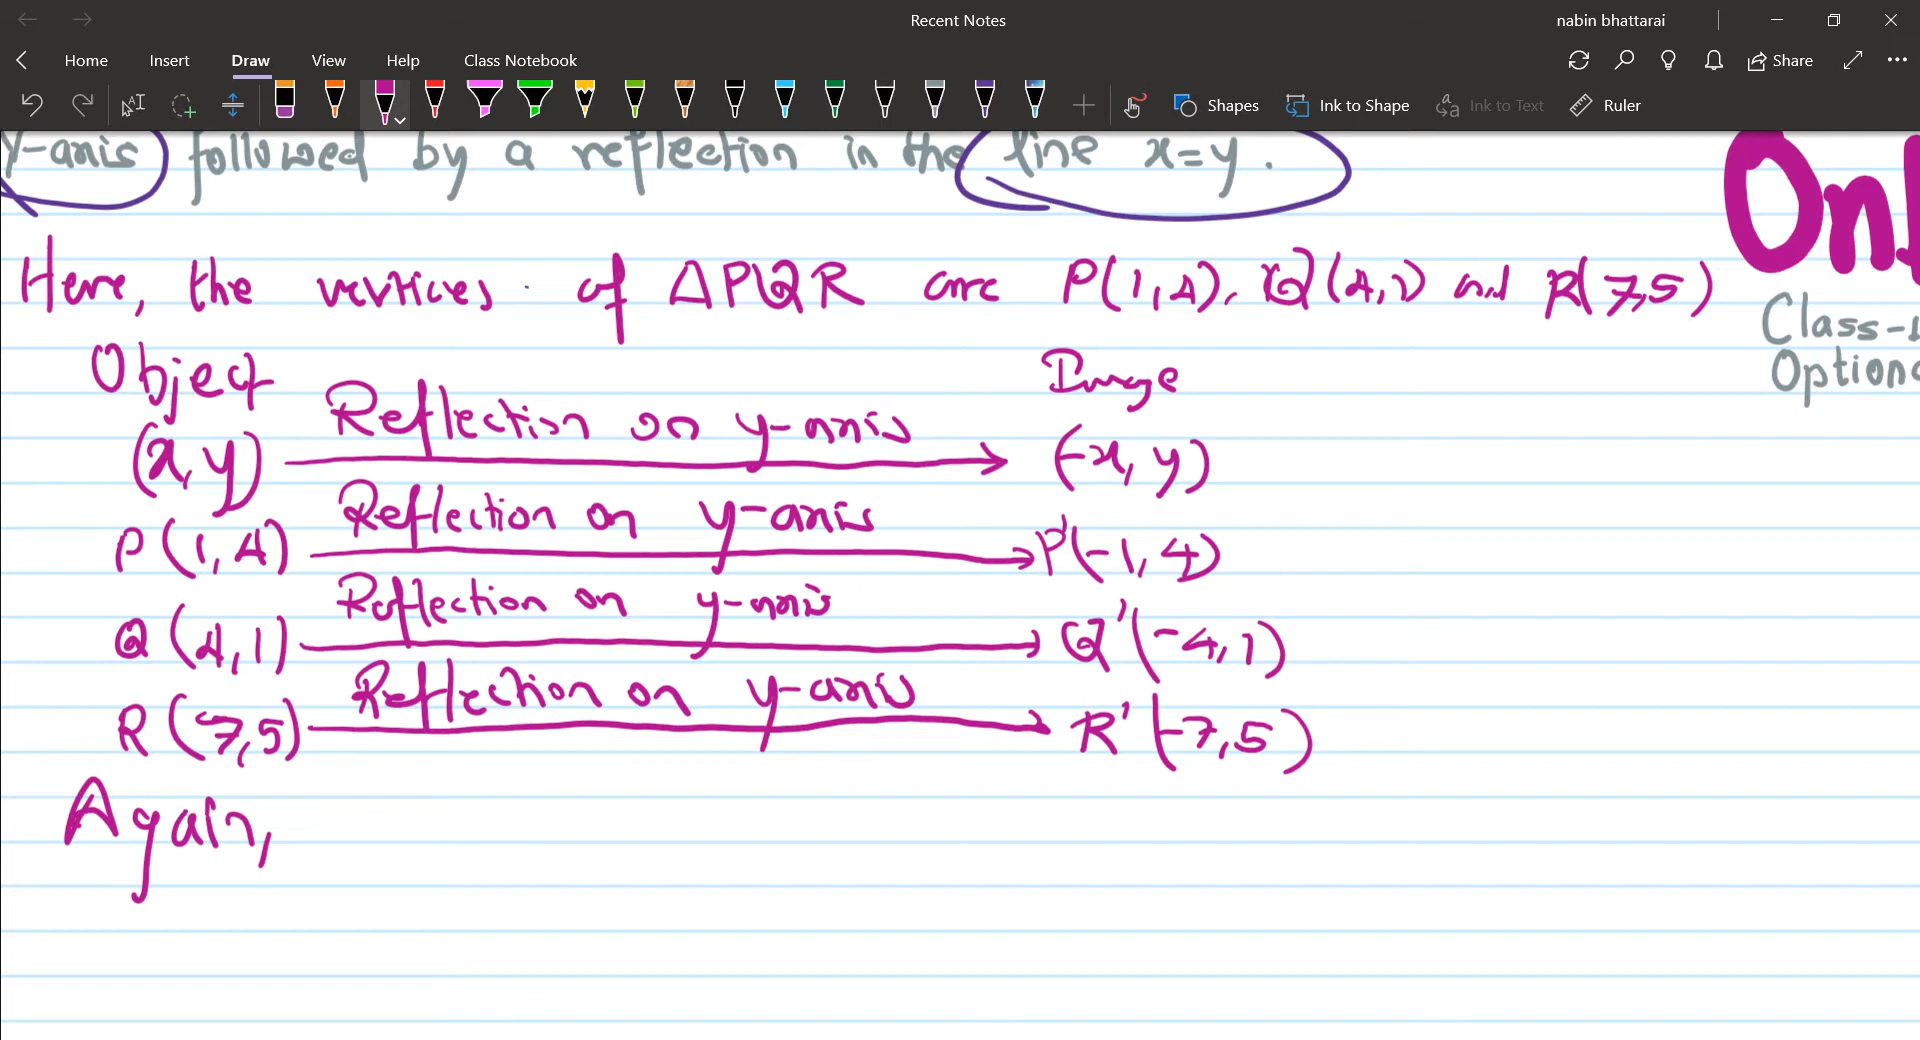 Recent Notes
nabin bhattarai
Home Insert Draw View Help Class Notebook
Share
Shapes Ink to Shape Ink to Text Ruler
y-axis followed by a reflection in the line x=y.
Onl
Here, the vertices of ΔPQR are P(1,4), Q(4,1) and R(7,5)
Class-1
Optiona
Object Image
(x,y) Reflection on y-axis (-x, y)
P(1,4) Reflection on y-axis P'(-1,4)
Q(4,1) Reflection on y-axis Q'(-4,1)
R(7,5) Reflection on y-axis R'(-7,5)
Again,